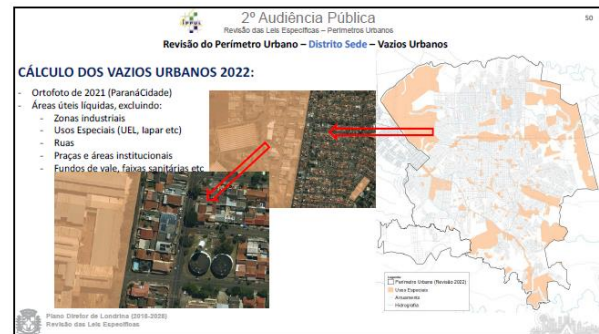 IPPUL
2º Audiência Pública
50
Revisão das Leis Específicas – Perímetros Urbanos
Revisão do Perímetro Urbano – Distrito Sede – Vazios Urbanos
CÁLCULO DOS VAZIOS URBANOS 2022:
- Ortofoto de 2021 (ParanáCidade)
- Áreas úteis líquidas, excluindo:
- Zonas industriais
- Usos Especiais (UEL, Iapar etc)
- Ruas
- Praças e áreas institucionais
- Fundos de vale, faixas sanitárias etc
Legenda
Perímetro Urbano (Revisão 2022)
Usos Especiais
Arruamento
Hidrografia
Plano Diretor de Londrina (2018-2028)
Revisão das Leis Específicas